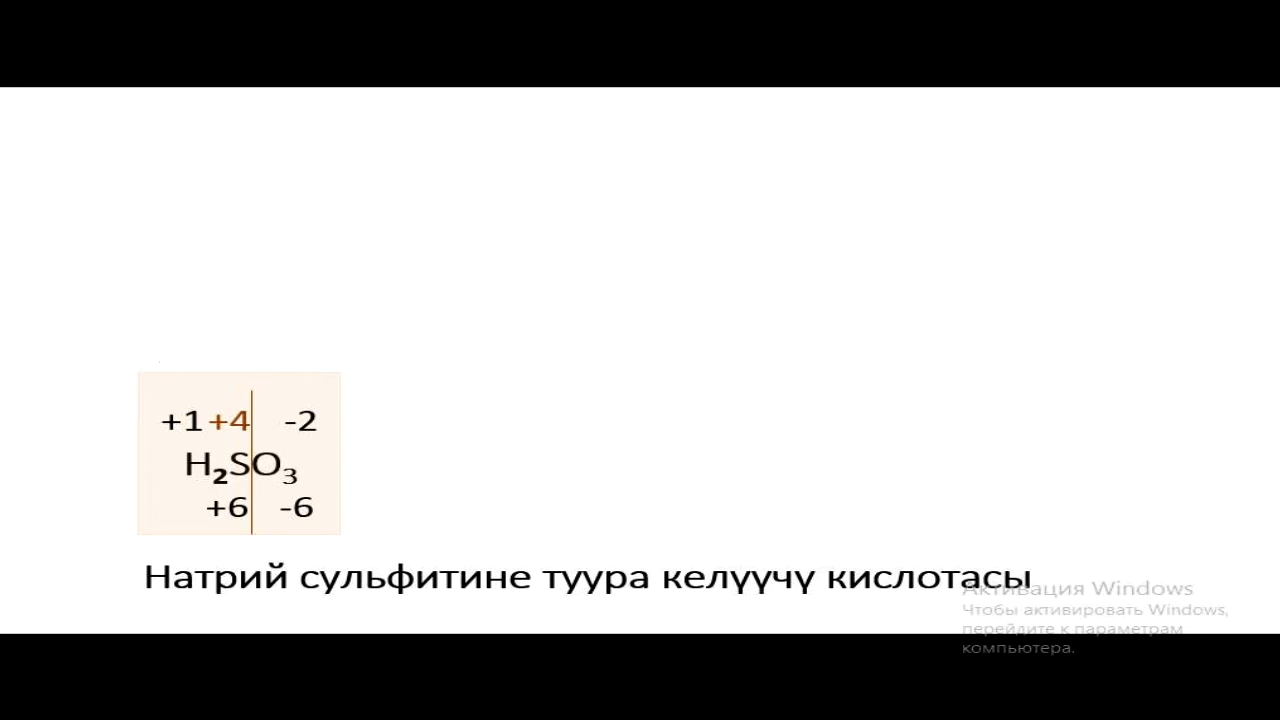 +1 +4 -2
H₂SO₃
+6 -6
Натрий сульфитине туура келүүчү кислотасы
Активация Windows
Чтобы активировать Windows,
перейдите к параметрам
компьютера.